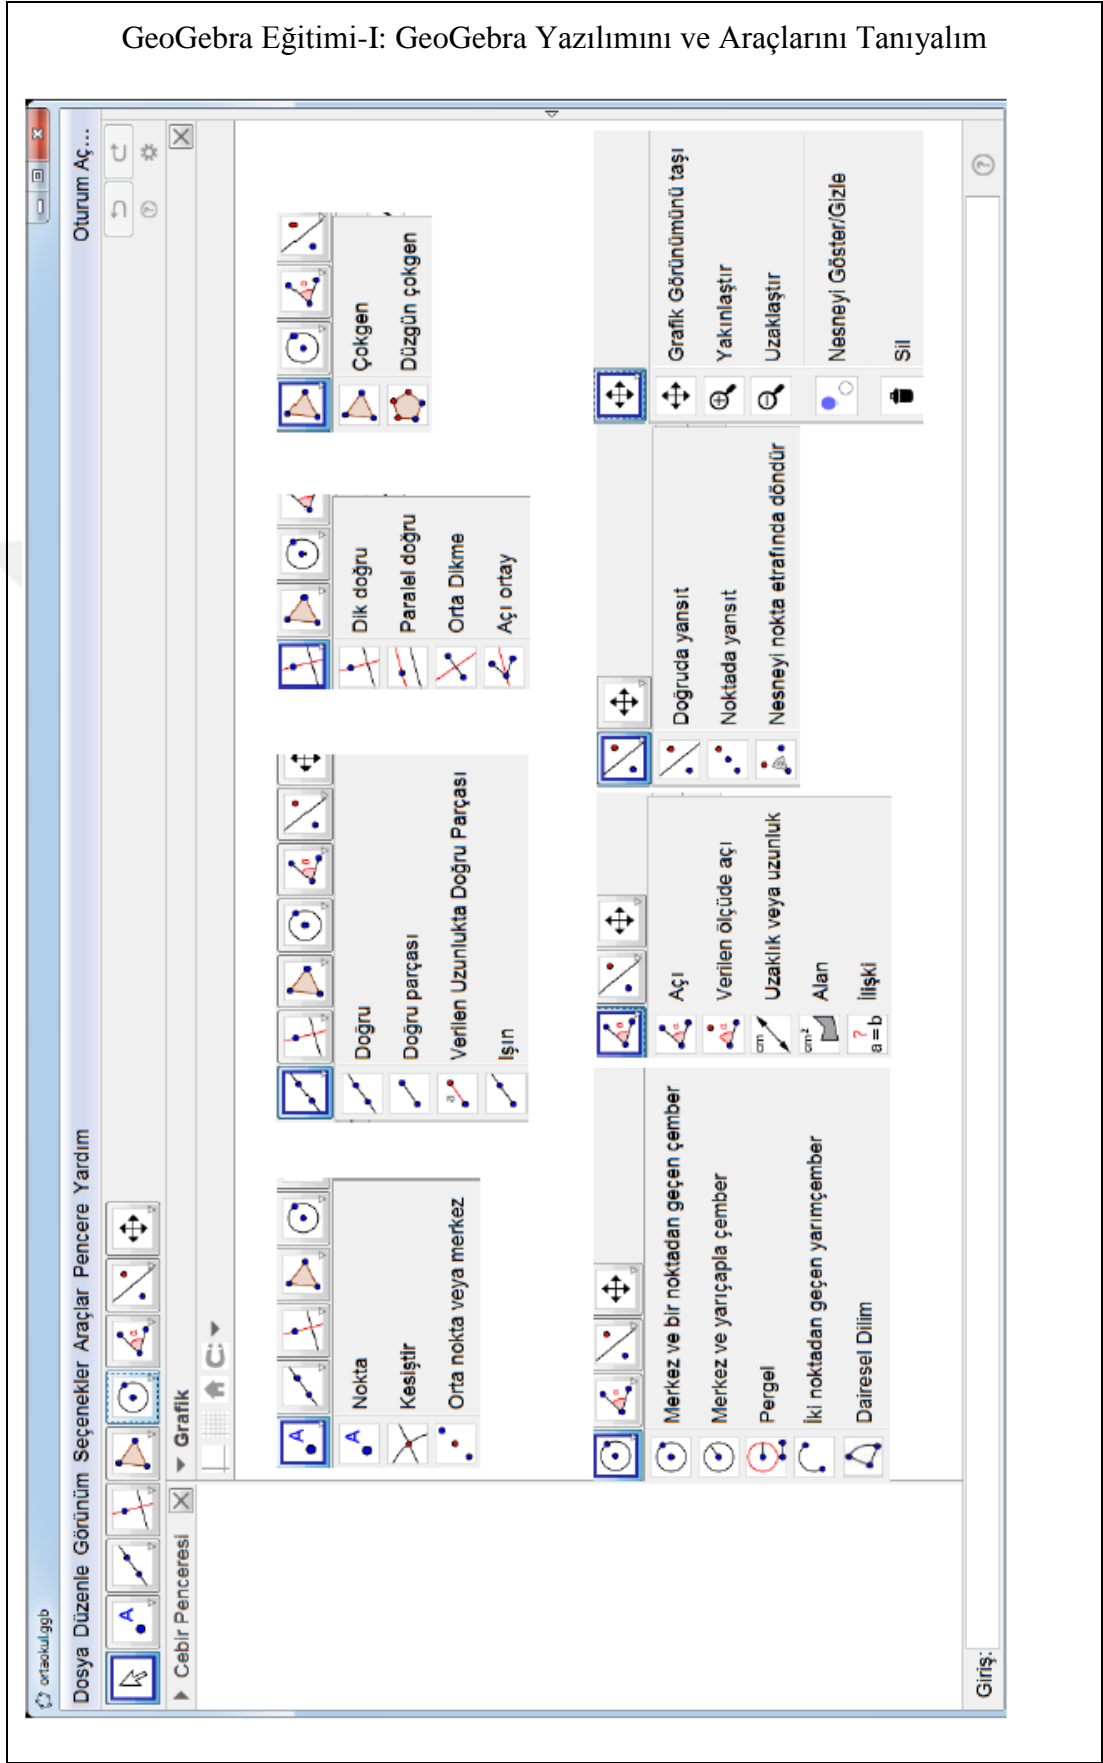 GeoGebra Eğitimi-I: GeoGebra Yazılımını ve Araçlarını Tanıyalım
ortaokul.ggb
Dosya Düzenle Görünüm Seçenekler Araçlar Pencere Yardım
Oturum Aç...
A
α
Cebir Penceresi
Grafik
A
Nokta
A
Kesiştir
Orta nokta veya merkez
α
Doğru
Doğru parçası
a
Verilen Uzunlukta Doğru Parçası
Işın
Dik doğru
Paralel doğru
Orta Dikme
Açı ortay
α
Çokgen
Düzgün çokgen
α
Merkez ve bir noktadan geçen çember
Merkez ve yarıçapla çember
Pergel
İki noktadan geçen yarımçember
Dairesel Dilim
α
Açı
α
Verilen ölçüde açı
α
Uzaklık veya uzunluk
cm
Alan
cm²
İlişki
? a = b
Doğruda yansıt
Noktada yansıt
Nesneyi nokta etrafında döndür
Grafik Görünümünü taşı
Yakınlaştır
Uzaklaştır
Nesneyi Göster/Gizle
Sil
Giriş: